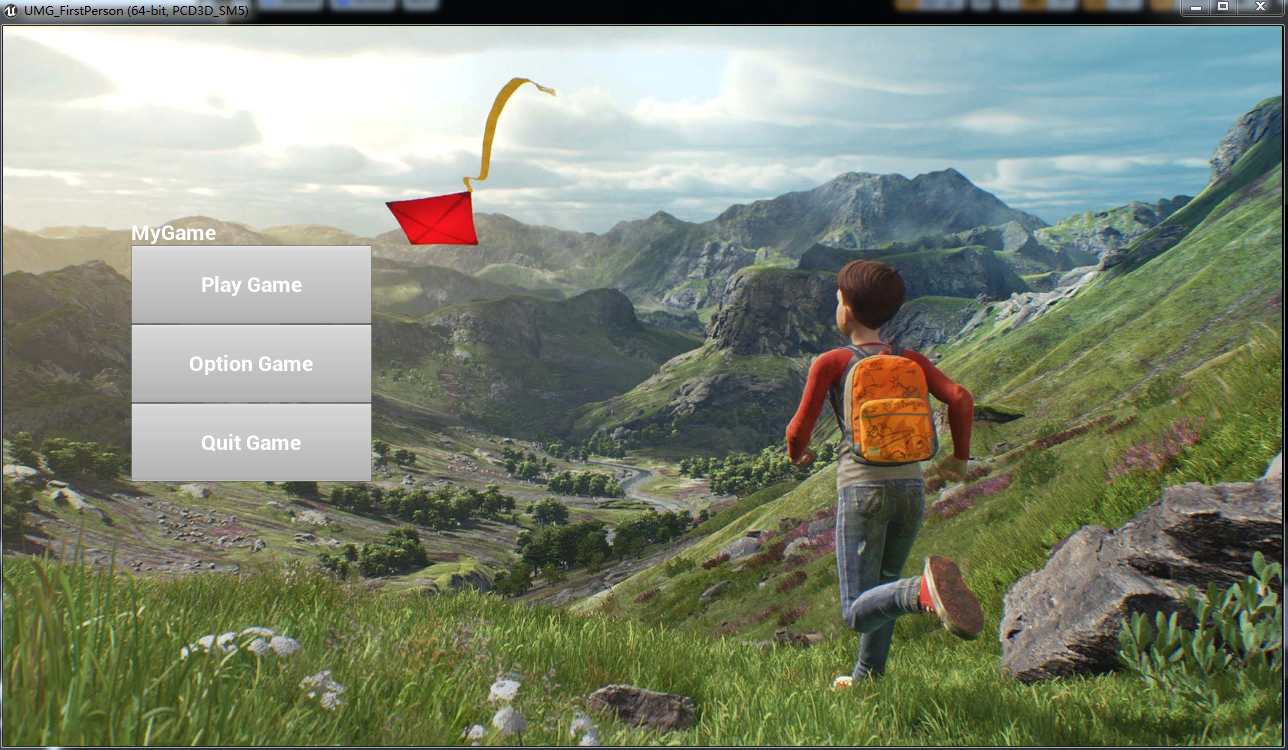 UMG_FirstPerson (64-bit, PCD3D_SM5)
MyGame
Play Game
Option Game
Quit Game